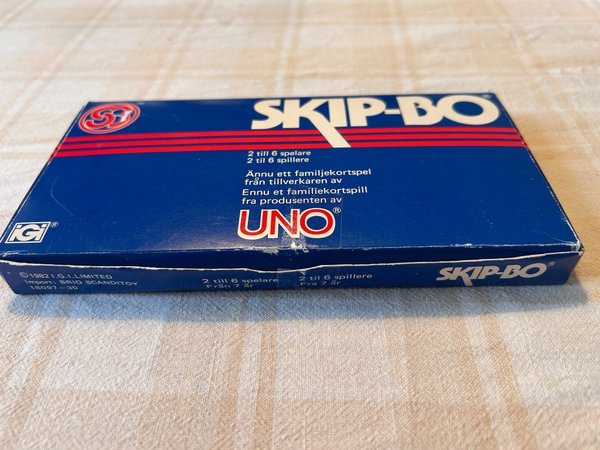 SKIP-BO®
2 till 6 spelare
2 til 6 spillere
Ännu ett familjekortspel
från tillverkaren av
Ennu et familiekortspill
fra produsenten av
UNO®
iGi®
©1982 I.G.I. LIMITED
Import: BRIO SCANDITOY
18097-30
2 till 6 spelare
Från 7 år
2 til 6 spillere
Fra 7 år
SKIP-BO®